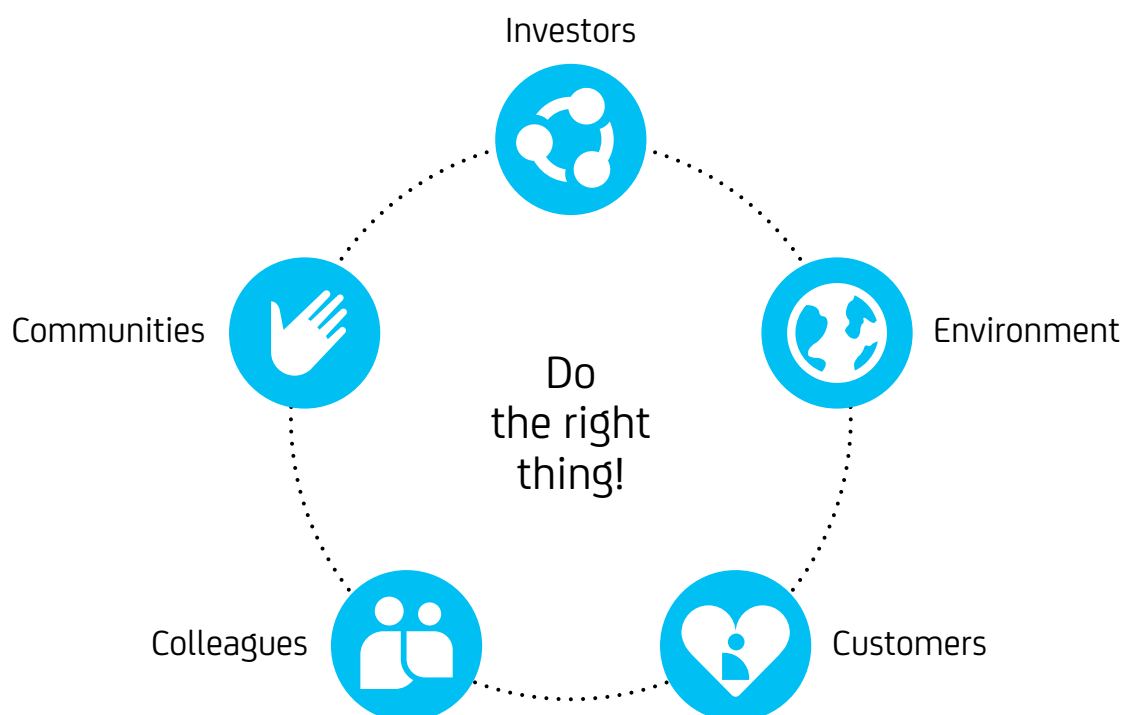 Investors
Communities
Environment
Do
the right
thing!
Colleagues
Customers